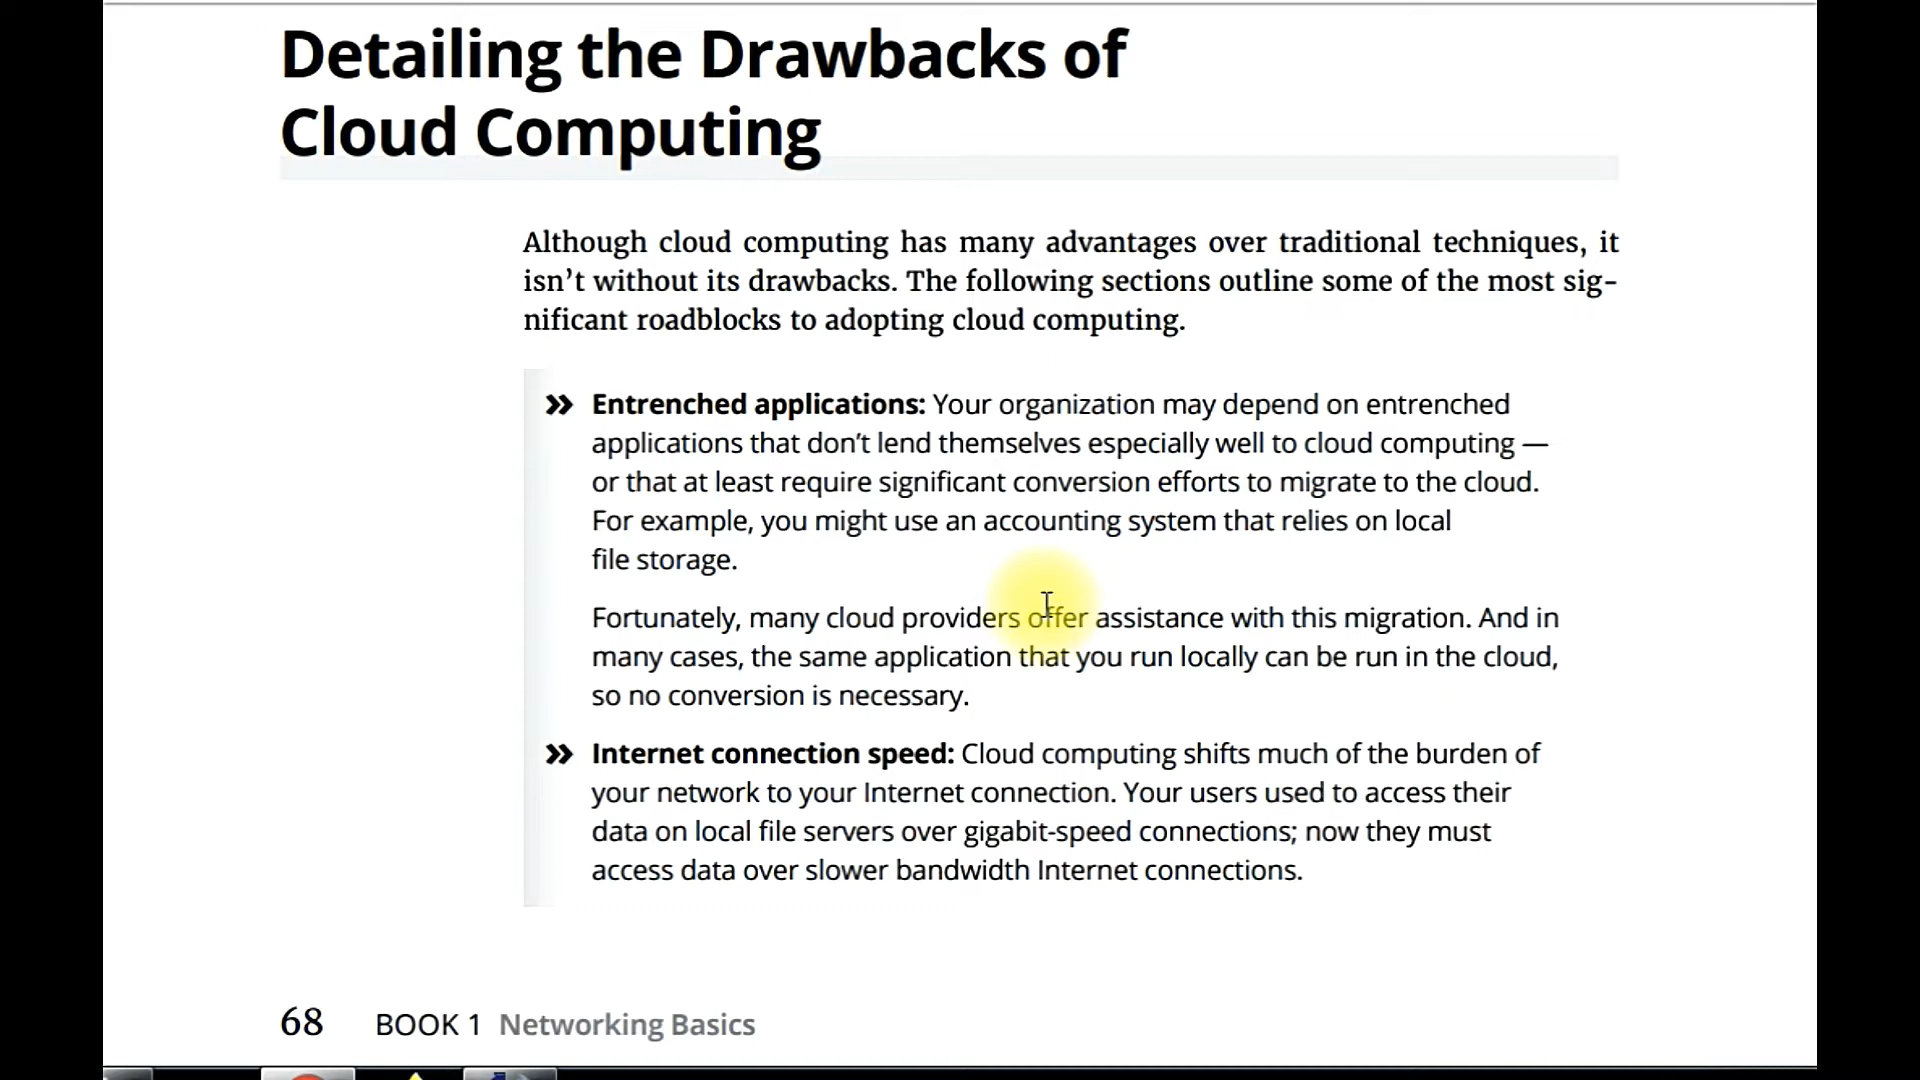 Detailing the Drawbacks of
Cloud Computing
Although cloud computing has many advantages over traditional techniques, it
isn’t without its drawbacks. The following sections outline some of the most sig-
nificant roadblocks to adopting cloud computing.
» Entrenched applications: Your organization may depend on entrenched
applications that don’t lend themselves especially well to cloud computing —
or that at least require significant conversion efforts to migrate to the cloud.
For example, you might use an accounting system that relies on local
file storage.
Fortunately, many cloud providers offer assistance with this migration. And in
many cases, the same application that you run locally can be run in the cloud,
so no conversion is necessary.
» Internet connection speed: Cloud computing shifts much of the burden of
your network to your Internet connection. Your users used to access their
data on local file servers over gigabit-speed connections; now they must
access data over slower bandwidth Internet connections.
68 BOOK 1 Networking Basics